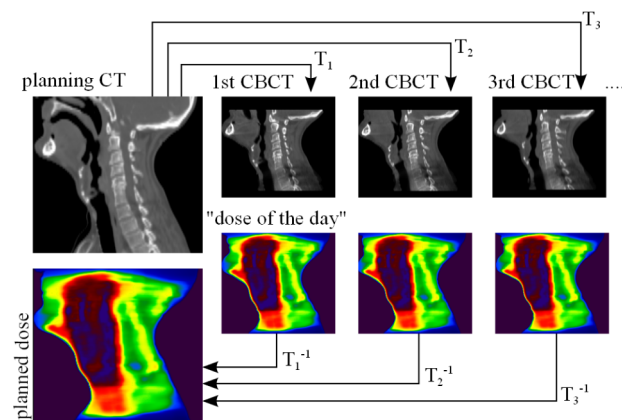 T3
T2
T1
planning CT
1st CBCT
2nd CBCT
3rd CBCT
....
"dose of the day"
planned dose
T1-1
T2-1
T3-1